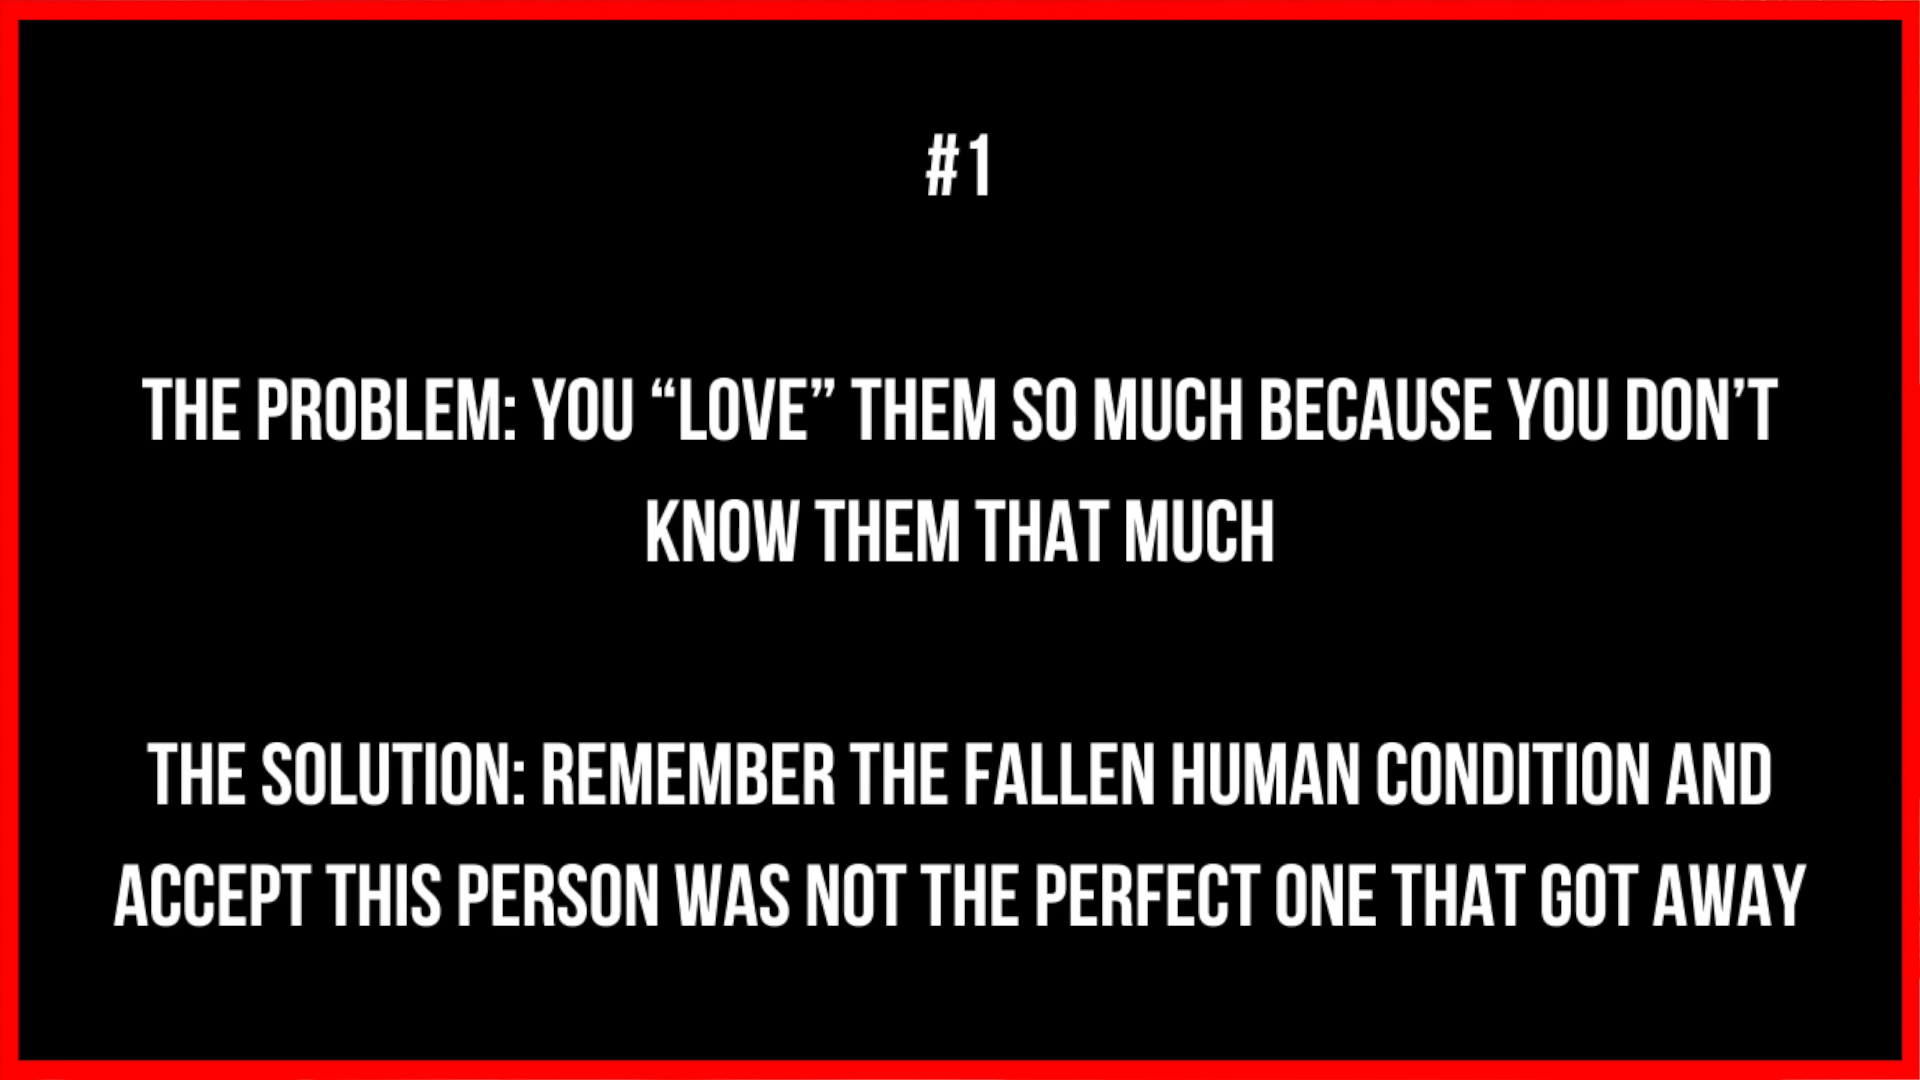 #1
THE PROBLEM: YOU “LOVE” THEM SO MUCH BECAUSE YOU DON’T
KNOW THEM THAT MUCH
THE SOLUTION: REMEMBER THE FALLEN HUMAN CONDITION AND
ACCEPT THIS PERSON WAS NOT THE PERFECT ONE THAT GOT AWAY